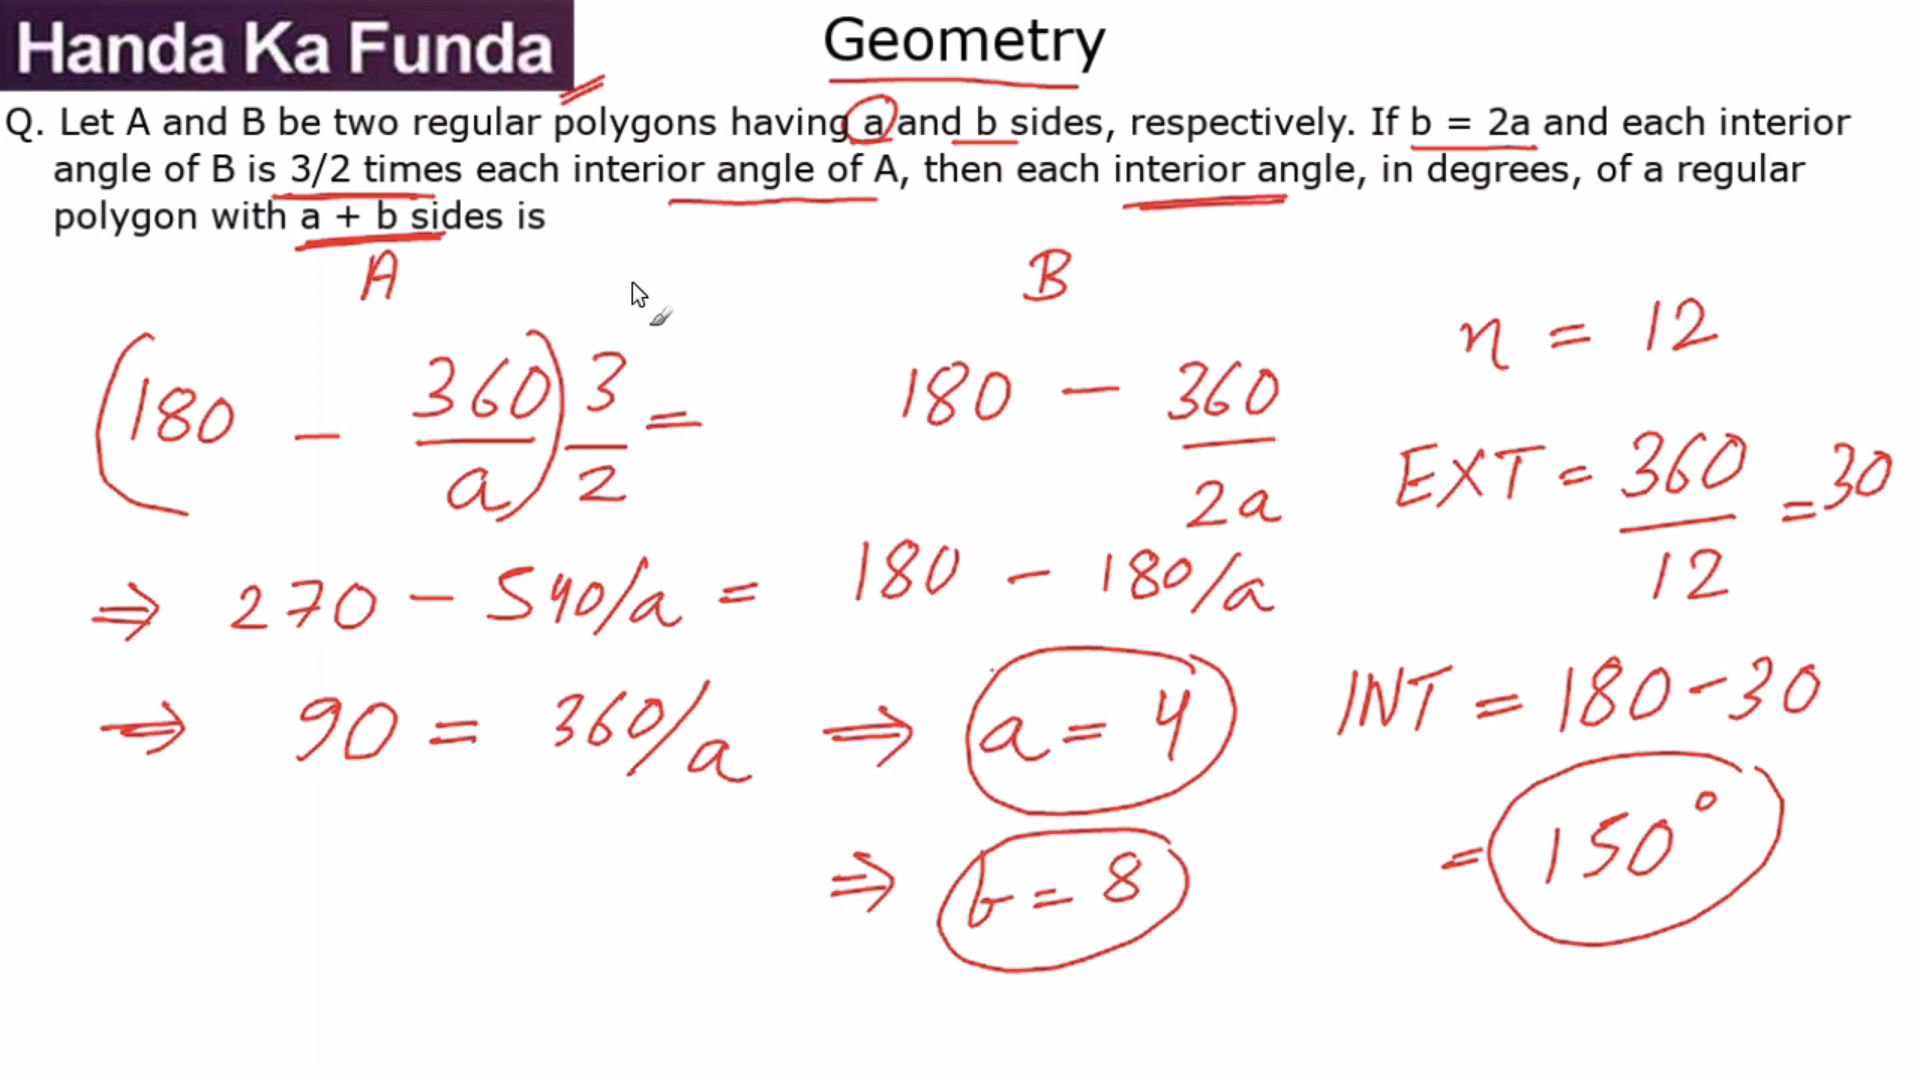 Handa Ka Funda
Geometry
Q. Let A and B be two regular polygons having a and b sides, respectively. If b = 2a and each interior
angle of B is 3/2 times each interior angle of A, then each interior angle, in degrees, of a regular
polygon with a + b sides is
A
B
(180 - 360/a) 3/2 = 180 - 360/2a
⇒ 270 - 540/a = 180 - 180/a
⇒ 90 = 360/a ⇒ a = 4
⇒ b = 8
n = 12
EXT = 360/12 = 30
INT = 180 - 30
= 150°